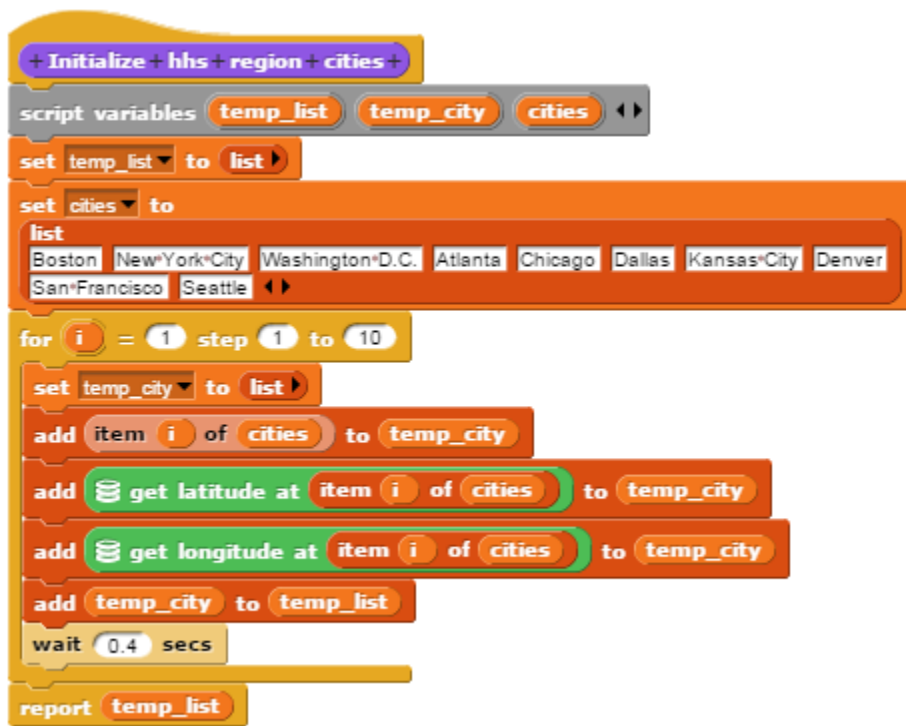 +Initialize+hhs+region+cities+
script variables temp_list temp_city cities
set temp_list to list
set cities to
list
Boston New York City Washington D.C. Atlanta Chicago Dallas Kansas City Denver
San Francisco Seattle
for i = 1 step 1 to 10
set temp_city to list
add item i of cities to temp_city
add get latitude at item i of cities to temp_city
add get longitude at item i of cities to temp_city
add temp_city to temp_list
wait 0.4 secs
report temp_list